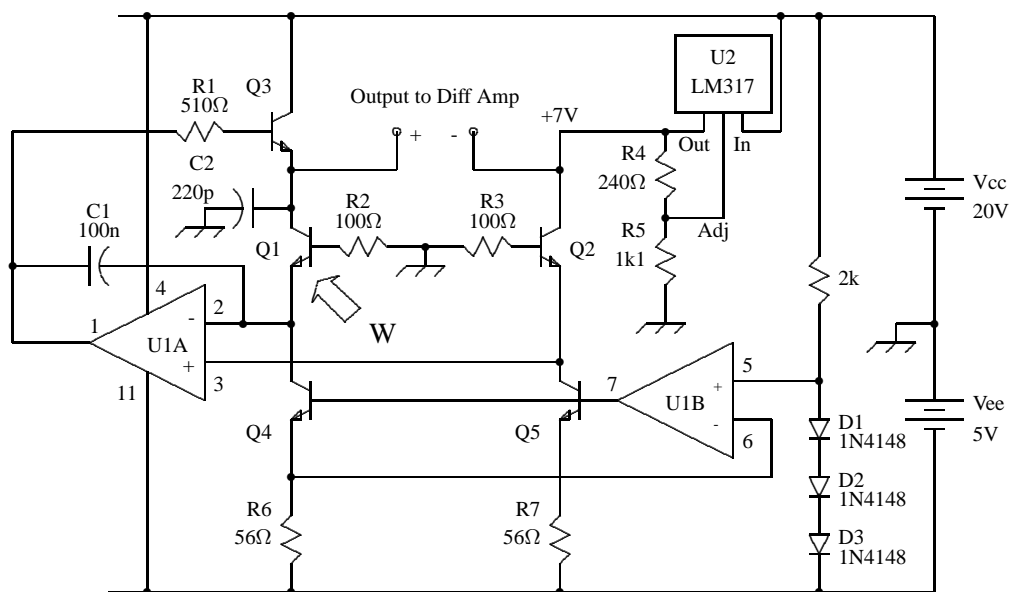 U2
LM317
Q3
R1
510Ω
Output to Diff Amp
+7V
+
-
Out
In
R4
240Ω
C2
220p
Vcc
20V
R2
100Ω
R3
100Ω
C1
100n
R5
1k1
Adj
Q1
Q2
4
2k
W
1
2
-
U1A
+
3
11
7
5
+
U1B
-
6
Vee
5V
Q4
Q5
D1
1N4148
D2
1N4148
R6
56Ω
R7
56Ω
D3
1N4148